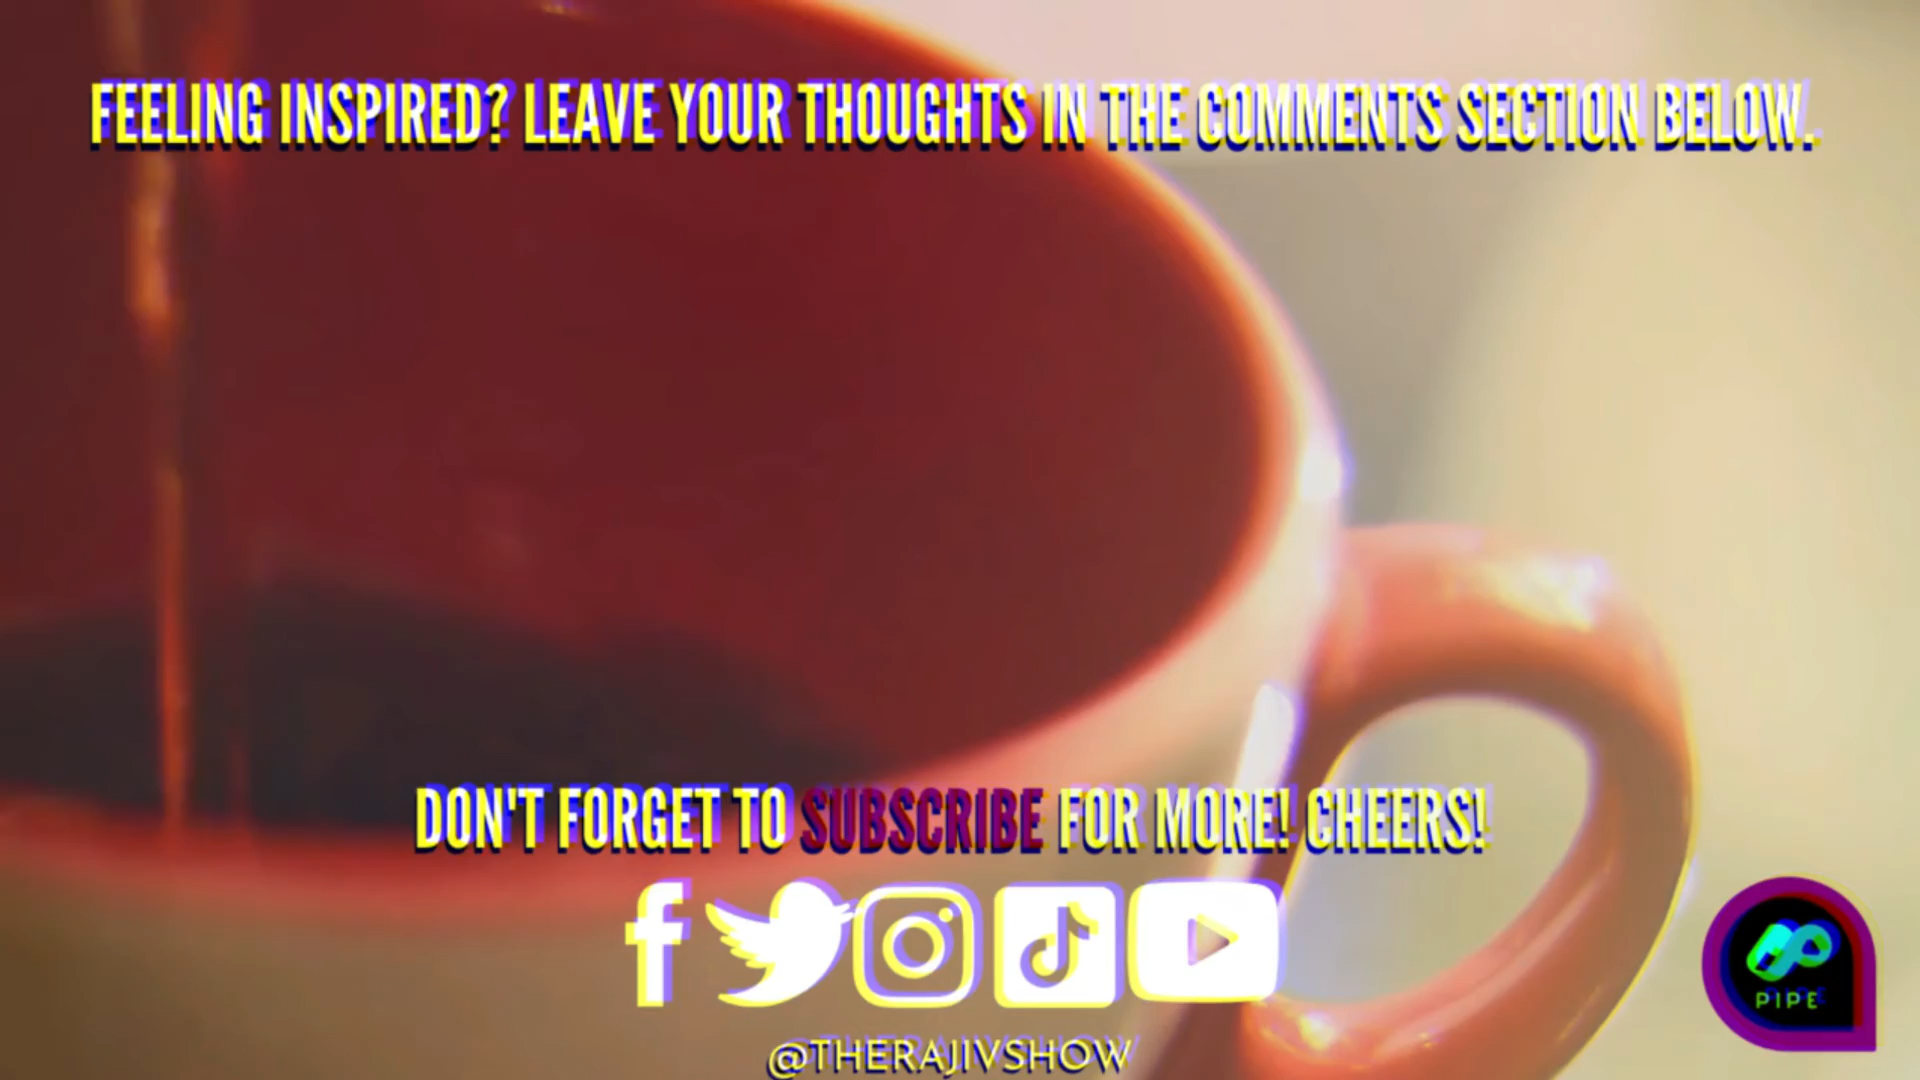 FEELING INSPIRED? LEAVE YOUR THOUGHTS IN THE COMMENTS SECTION BELOW.
DON'T FORGET TO SUBSCRIBE FOR MORE! CHEERS!
PIPE
@THERAJIVSHOW